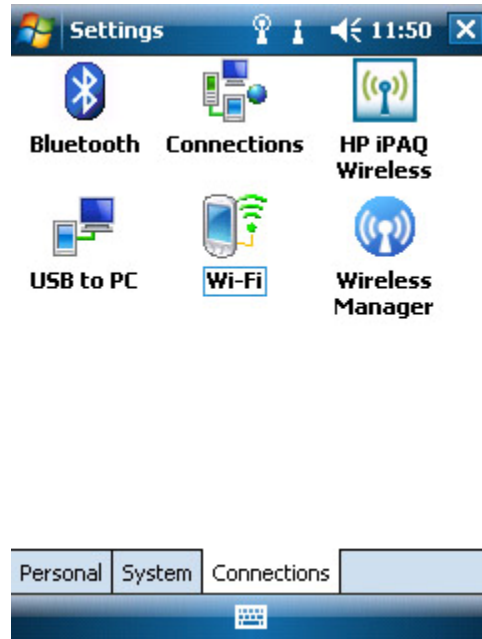 Settings 11:50
Bluetooth Connections HP iPAQ
Wireless
USB to PC Wi-Fi Wireless
Manager
Personal System Connections